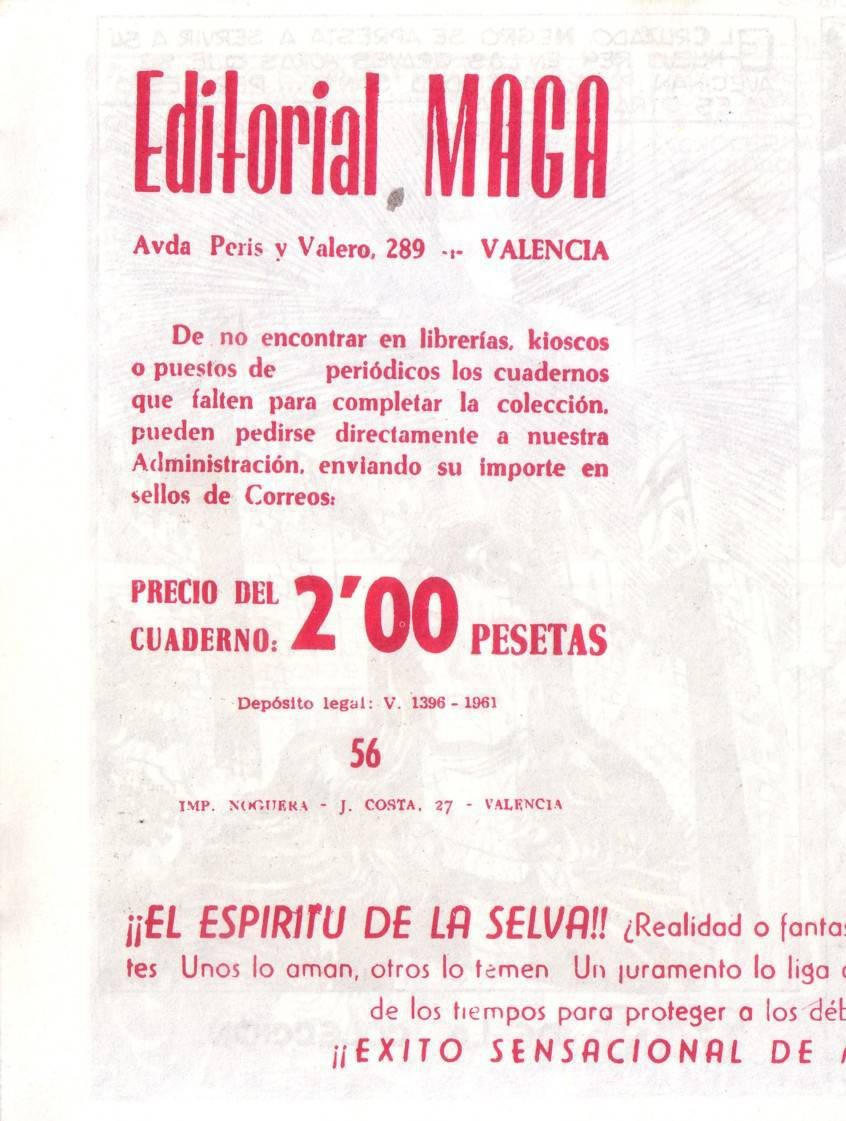 Editorial MAGA
Avda Peris y Valero, 289 -:- VALENCIA
De no encontrar en librerías, kioscos
o puestos de periódicos los cuadernos
que falten para completar la colección,
pueden pedirse directamente a nuestra
Administración, enviando su importe en
sellos de Correos:
PRECIO DEL
CUADERNO: 2'00 PESETAS
Depósito legal: V. 1396 - 1961
56
IMP. NOGUERA - J. COSTA, 27 - VALENCIA
¡¡EL ESPIRITU DE LA SELVA!! ¿Realidad o fantas
tes Unos lo aman, otros lo temen Un juramento lo liga
de los tiempos para proteger a los déb
¡¡EXITO SENSACIONAL DE